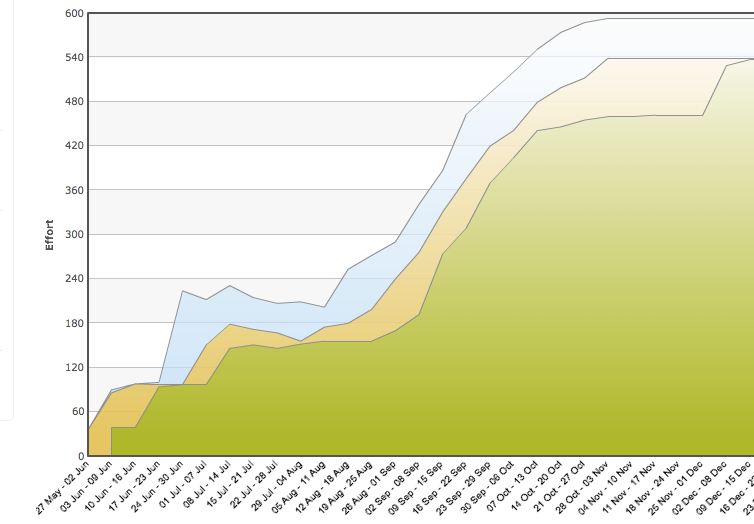 600
540
480
420
360
300
240
180
120
60
0
Effort
27 May - 02 Jun
03 Jun - 09 Jun
10 Jun - 16 Jun
17 Jun - 23 Jun
24 Jun - 30 Jun
01 Jul - 07 Jul
08 Jul - 14 Jul
15 Jul - 21 Jul
22 Jul - 28 Jul
29 Jul - 04 Aug
05 Aug - 11 Aug
12 Aug - 18 Aug
19 Aug - 25 Aug
26 Aug - 01 Sep
02 Sep - 08 Sep
09 Sep - 15 Sep
16 Sep - 22 Sep
23 Sep - 29 Sep
30 Sep - 06 Oct
07 Oct - 13 Oct
14 Oct - 20 Oct
21 Oct - 27 Oct
28 Oct - 03 Nov
04 Nov - 10 Nov
11 Nov - 17 Nov
18 Nov - 24 Nov
25 Nov - 01 Dec
02 Dec - 08 Dec
09 Dec - 15 Dec
16 Dec -